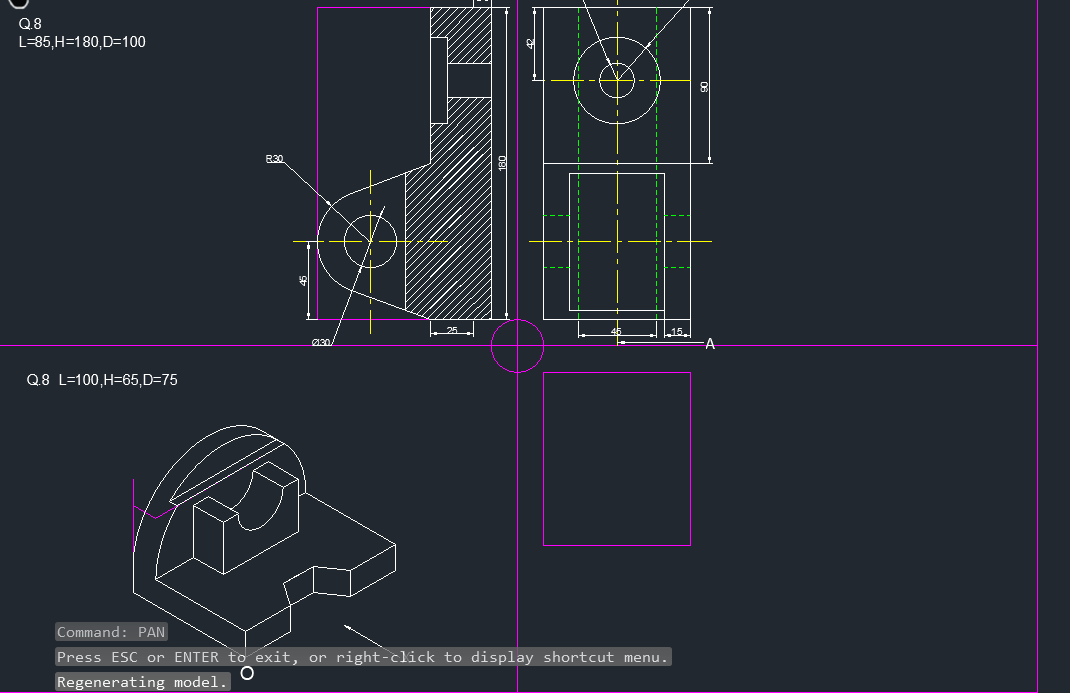 Q.8
L=85,H=180,D=100
42
90
180
R30
45
Ø30
25
45
15
A
Q.8 L=100,H=65,D=75
Command: PAN
Press ESC or ENTER to exit, or right-click to display shortcut menu.
O
Regenerating model.